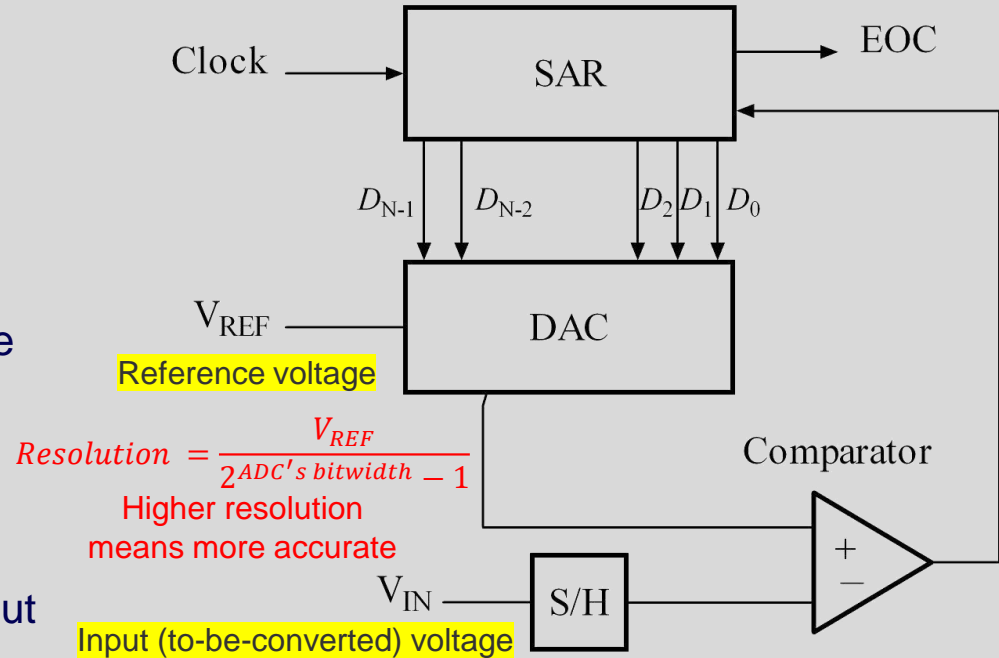 Clock
SAR
EOC
D_N-1
D_N-2
D_2
D_1
D_0
V_REF
DAC
e
Reference voltage
Resolution = V_REF / 2^ADC's bitwidth − 1
Higher resolution
means more accurate
Comparator
+
−
V_IN
S/H
ut
Input (to-be-converted) voltage